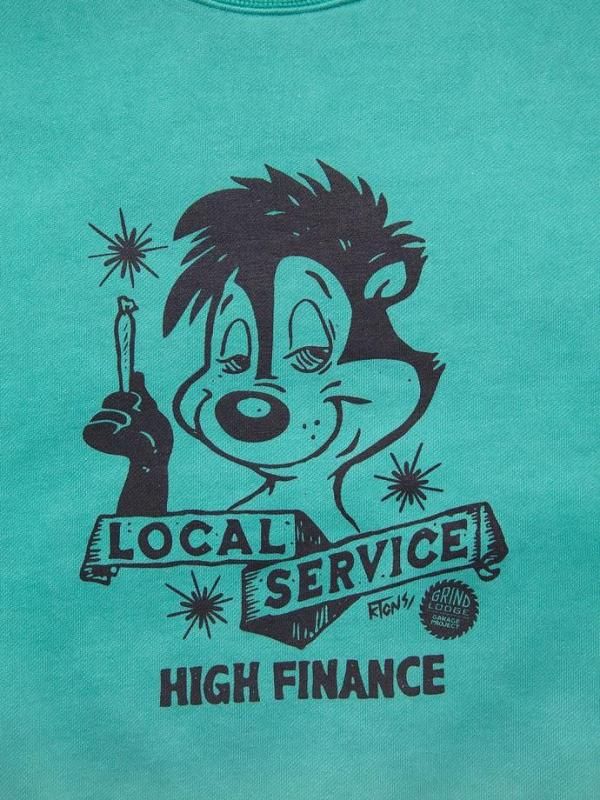 LOCAL
SERVICE
GRIND
LODGE
GARAGE
PROJECT
HIGH FINANCE